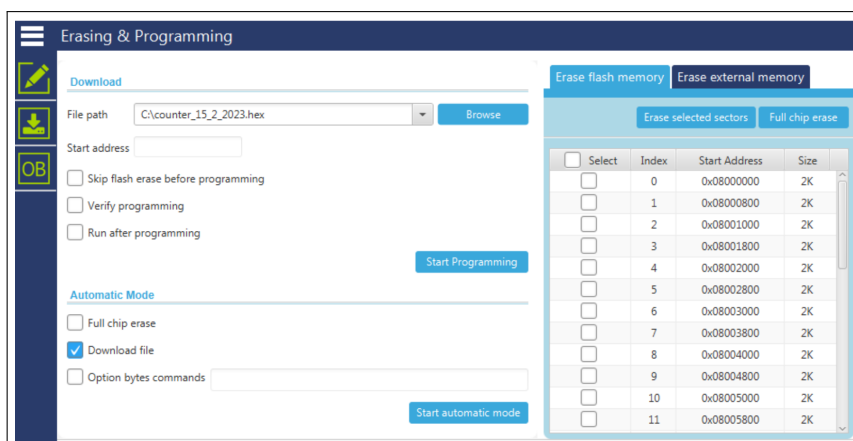 Erasing & Programming
OB
Download
File path C:\counter_15_2_2023.hex Browse
Start address
Skip flash erase before programming
Verify programming
Run after programming
Start Programming
Automatic Mode
Full chip erase
Download file
Option bytes commands
Start automatic mode
Erase flash memory Erase external memory
Erase selected sectors Full chip erase
Select Index Start Address Size
0 0x08000000 2K
1 0x08000800 2K
2 0x08001000 2K
3 0x08001800 2K
4 0x08002000 2K
5 0x08002800 2K
6 0x08003000 2K
7 0x08003800 2K
8 0x08004000 2K
9 0x08004800 2K
10 0x08005000 2K
11 0x08005800 2K